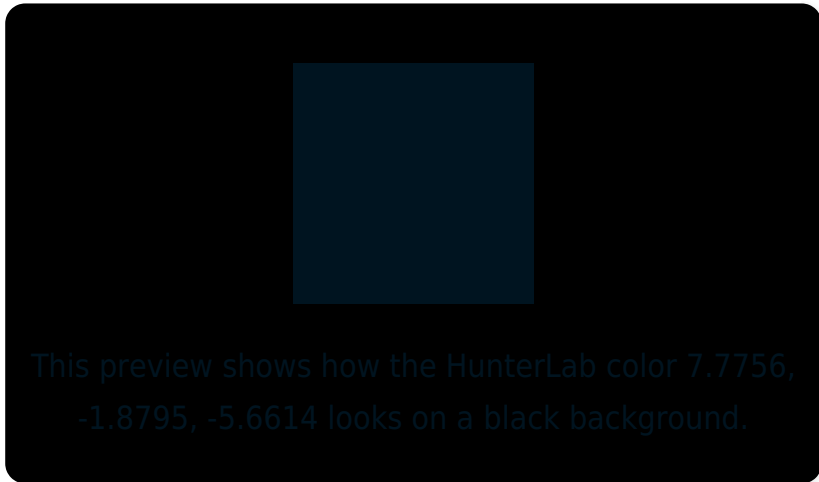 This preview shows how the HunterLab color 7.7756,
-1.8795, -5.6614 looks on a black background.